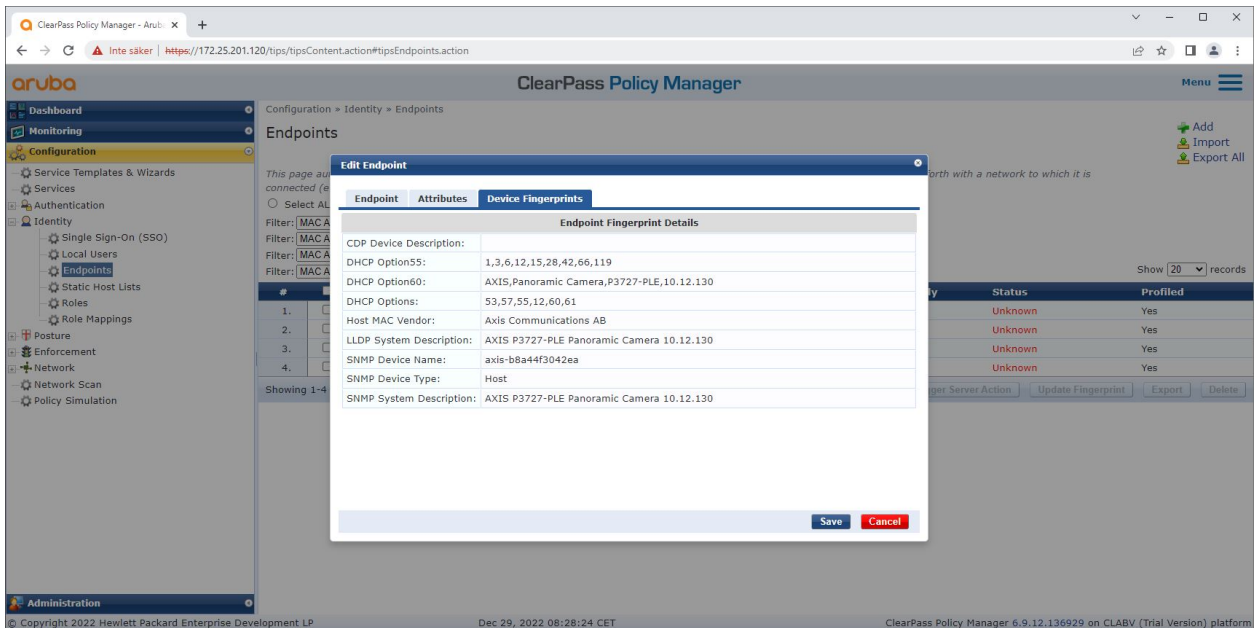 ClearPass Policy Manager - Arub
Inte säker | https://172.25.201.120/tips/tipsContent.action#tipsEndpoints.action
aruba
ClearPass Policy Manager
Menu
Dashboard
Monitoring
Configuration
Service Templates & Wizards
Services
Authentication
Identity
Single Sign-On (SSO)
Local Users
Endpoints
Static Host Lists
Roles
Role Mappings
Posture
Enforcement
Network
Network Scan
Policy Simulation
Administration
Configuration » Identity » Endpoints
Endpoints
Add
Import
Export All
This page au
orth with a network to which it is
connected (e
Select AL
Filter: MAC A
Filter: MAC A
Filter: MAC A
Filter: MAC A
Show 20 records
# Status Profiled
1. Unknown Yes
2. Unknown Yes
3. Unknown Yes
4. Unknown Yes
Showing 1-4
ger Server Action Update Fingerprint Export Delete
Edit Endpoint
Endpoint Attributes Device Fingerprints
Endpoint Fingerprint Details
CDP Device Description:
DHCP Option55: 1,3,6,12,15,28,42,66,119
DHCP Option60: AXIS,Panoramic Camera,P3727-PLE,10.12.130
DHCP Options: 53,57,55,12,60,61
Host MAC Vendor: Axis Communications AB
LLDP System Description: AXIS P3727-PLE Panoramic Camera 10.12.130
SNMP Device Name: axis-b8a44f3042ea
SNMP Device Type: Host
SNMP System Description: AXIS P3727-PLE Panoramic Camera 10.12.130
Save Cancel
© Copyright 2022 Hewlett Packard Enterprise Development LP
Dec 29, 2022 08:28:24 CET
ClearPass Policy Manager 6.9.12.136929 on CLABV (Trial Version) platform